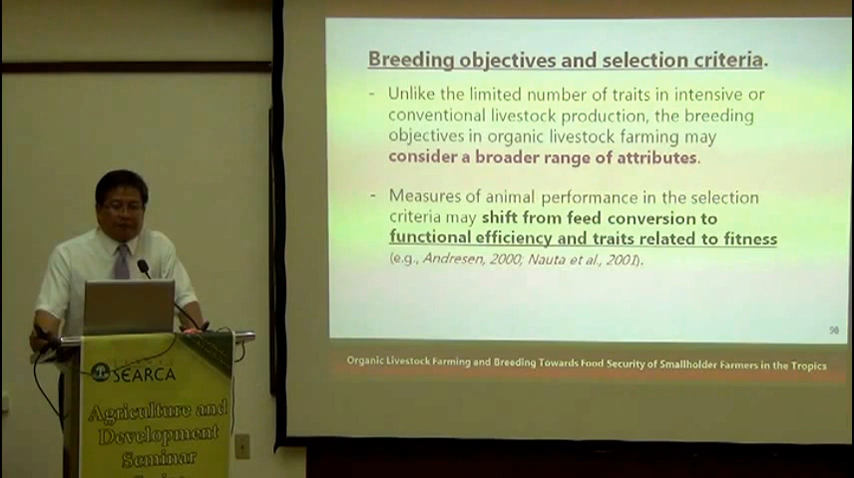 Breeding objectives and selection criteria.
- Unlike the limited number of traits in intensive or
conventional livestock production, the breeding
objectives in organic livestock farming may
consider a broader range of attributes.
- Measures of animal performance in the selection
criteria may shift from feed conversion to
functional efficiency and traits related to fitness
(e.g., Andresen, 2000; Nauta et al., 2001).
90
Organic Livestock Farming and Breeding Towards Food Security of Smallholder Farmers in the Tropics
SEARCA
Agriculture and
Development
Seminar